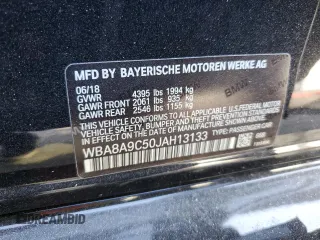 MFD BY BAYERISCHE MOTOREN WERKE AG
06/18
GVWR 4395 lbs 1994 kg
GAWR FRONT 2061 lbs 935 kg
GAWR REAR 2546 lbs 1155 kg
THIS VEHICLE CONFORMS TO ALL APPLICABLE
FEDERAL MOTOR VEHICLE SAFETY, BUMPER, AND
THEFT PREVENTION STANDARDS IN EFFECT ON THE
DATE OF MANUFACTURE SHOWN ABOVE.
TYPE: PASSENGER CAR
WBA8A9C50JAH13133